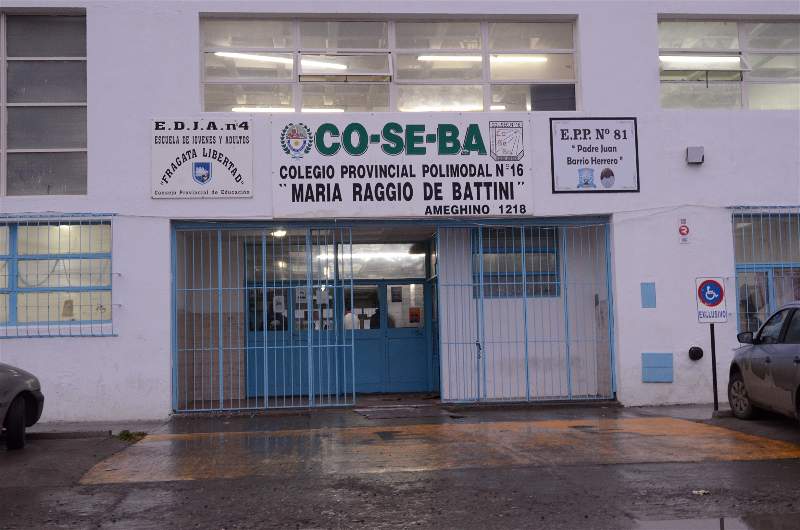 E.D.J.A. nº4
ESCUELA DE JOVENES Y ADULTOS
"FRAGATA LIBERTAD"
Consejo Provincial de Educación
CO-SE-BA
COLEGIO PROVINCIAL POLIMODAL Nº16
"MARIA RAGGIO DE BATTINI"
AMEGHINO 1218
E.P.P. Nº 81
"Padre Juan
Barrio Herrero"
EXCLUSIVO